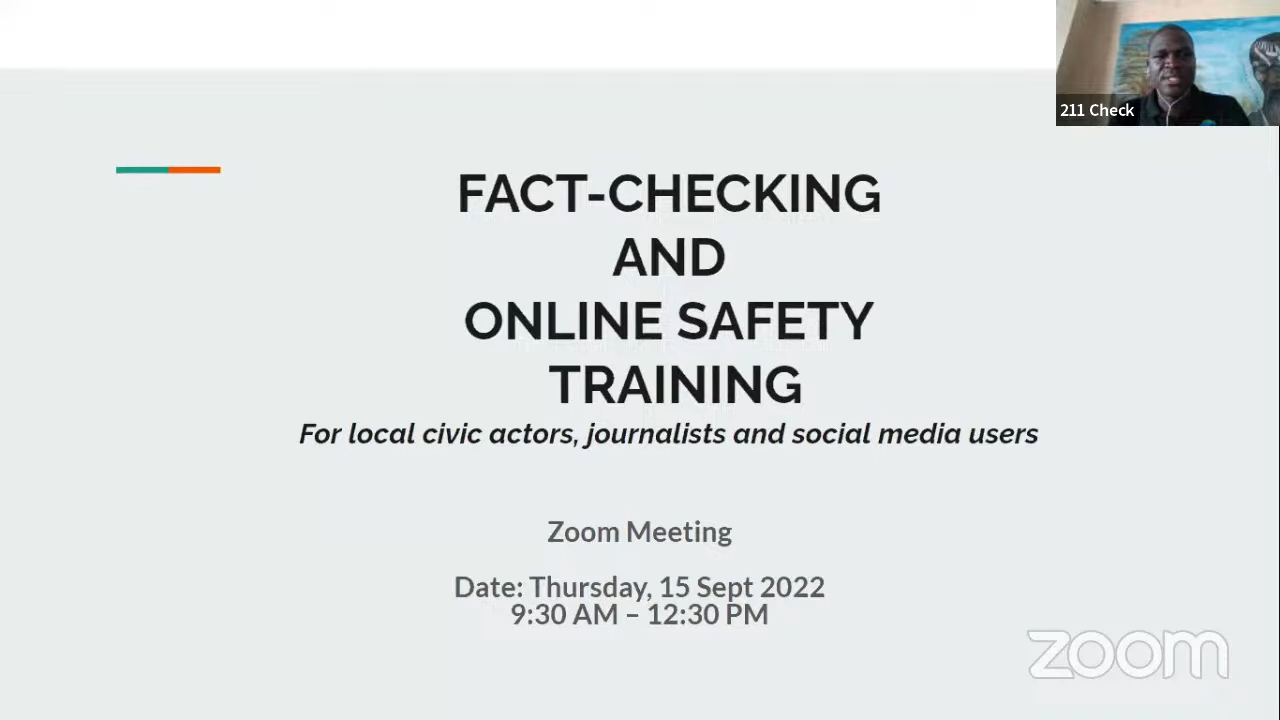 211 Check
FACT-CHECKING
AND
ONLINE SAFETY
TRAINING
For local civic actors, journalists and social media users
Zoom Meeting
Date: Thursday, 15 Sept 2022
9:30 AM – 12:30 PM
zoom